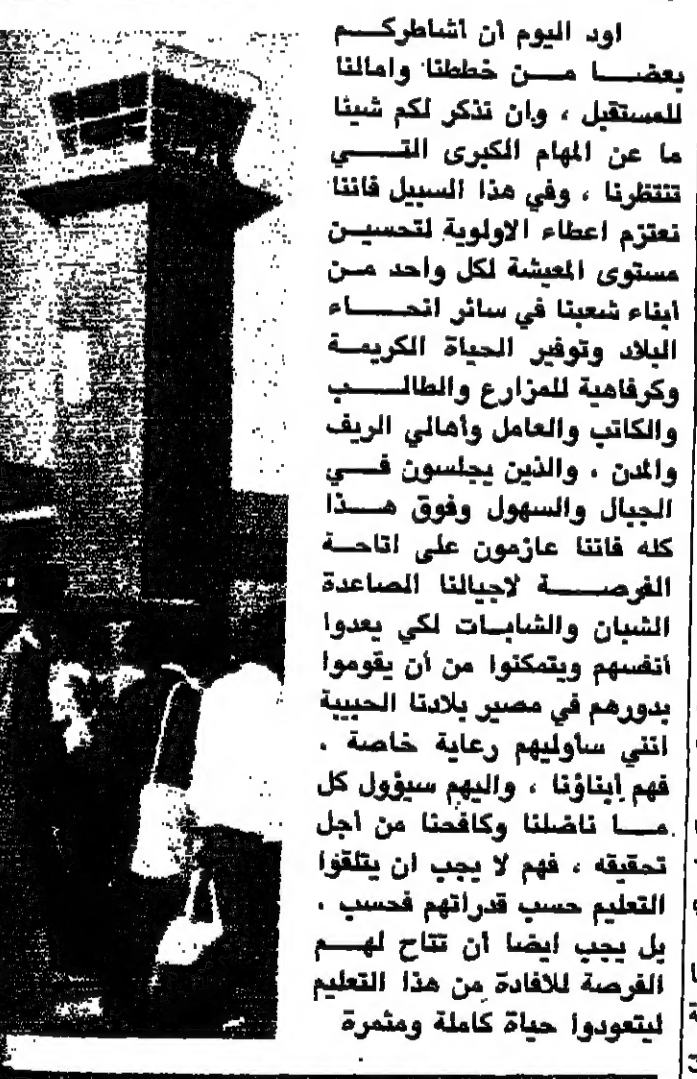 اود اليوم أن اشاطركم
بعضا من خططنا وامالنا
للمستقبل ، وان نذكر لكم شيئا
ما عن المهام الكبرى التي
تنتظرنا ، وفي هذا السبيل فاننا
نعتزم اعطاء الاولوية لتحسين
مستوى المعيشة لكل واحد من
أبناء شعبنا في سائر انحاء
البلاد وتوفير الحياة الكريمة
وكرفاهية للمزارع والطالب
والكاتب والعامل وأهالي الريف
والمدن ، والذين يجلسون في
الجبال والسهول وفوق هذا
كله فاننا عازمون على اتاحة
الفرصة لاجيالنا الصاعدة
الشبان والشابات لكي يعدوا
أنفسهم ويتمكنوا من أن يقوموا
بدورهم في مصير بلادنا الحبيبة
انني سأوليهم رعاية خاصة .
فهم أبناؤنا ، واليهم سيؤول كل
ما ناضلنا وكافحنا من أجل
تحقيقه ، فهم لا يجب ان يتلقوا
التعليم حسب قدراتهم فحسب .
بل يجب ايضا أن تتاح لهم
الفرصة للافادة من هذا التعليم
ليتعودوا حياة كاملة ومثمرة